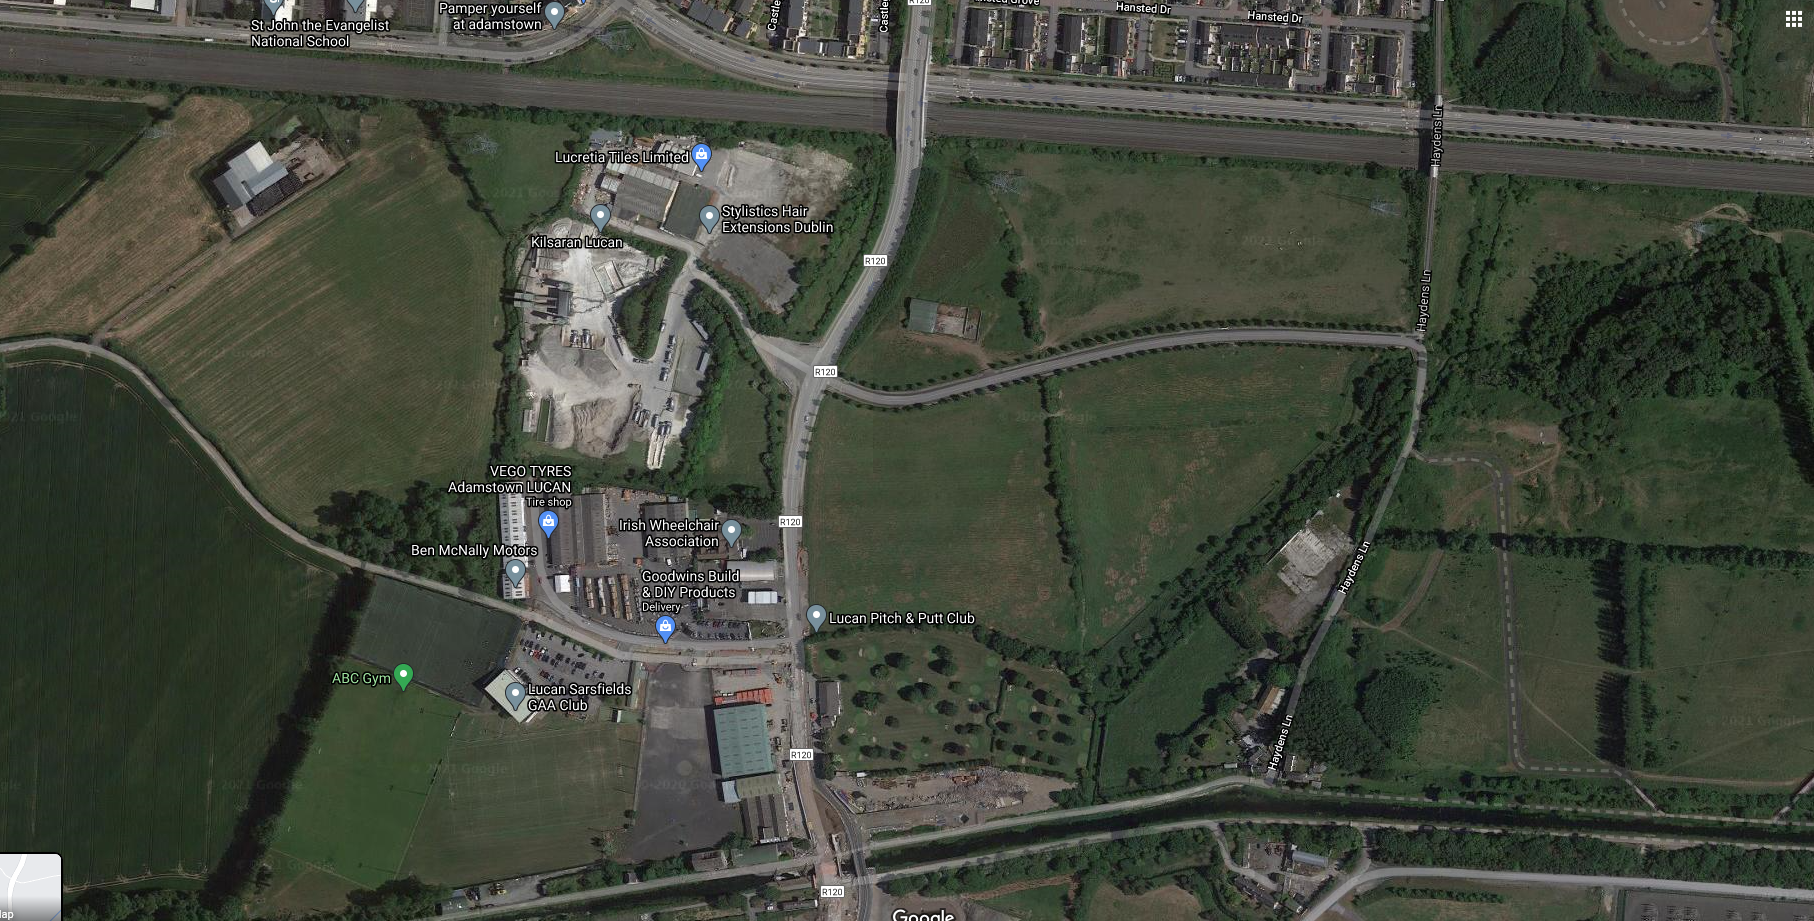 St John the Evangelist
National School
Pamper yourself
at adamstown
R120
Hansted Dr
Hansted Dr
Haydens Ln
Lucretia Tiles Limited
Stylistics Hair
Extensions Dublin
Kilsaran Lucan
R120
Haydens Ln
R120
VEGO TYRES
Adamstown LUCAN
Tire shop
R120
Irish Wheelchair
Association
Ben McNally Motors
Goodwins Build
& DIY Products
Delivery
Haydens Ln
Lucan Pitch & Putt Club
ABC Gym
Lucan Sarsfields
GAA Club
Haydens Ln
R120
R120
Google